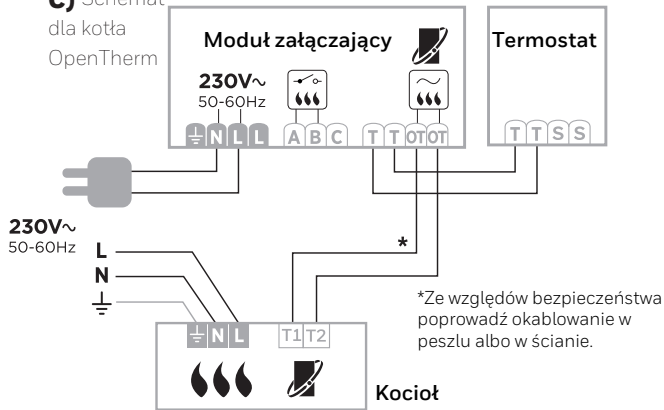 C) Schemat
dla kotła
OpenTherm
Moduł załączający
Termostat
230V~
50-60Hz
N L L
A B C
T T OT OT
T T S S
230V~
50-60Hz
L
N
*
*Ze względów bezpieczeństwa
poprowadź okablowanie w
peszlu albo w ścianie.
N L
T1 T2
Kocioł